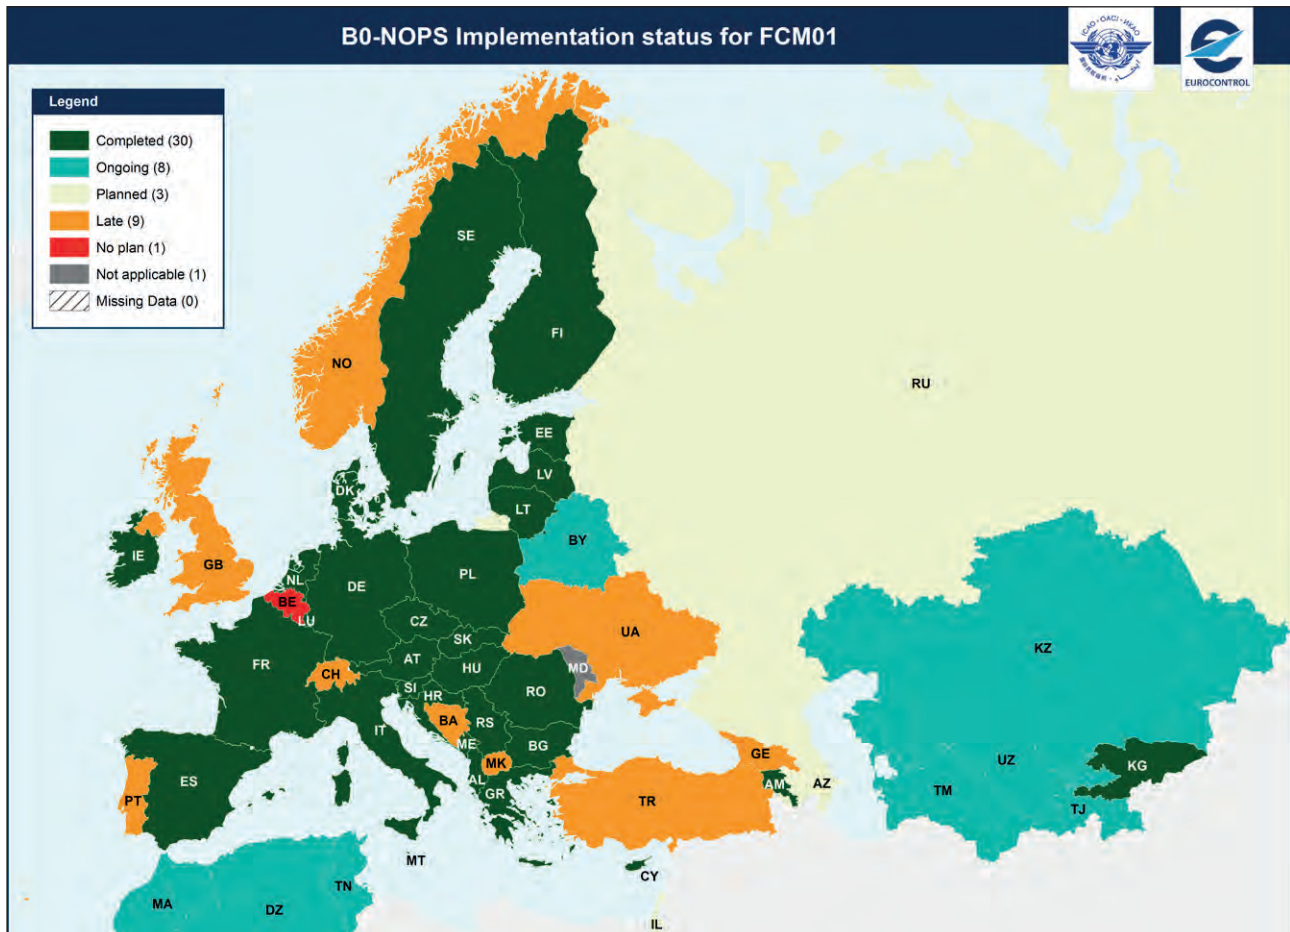 B0-NOPS Implementation status for FCM01
ICAO · OACI · ИКАО
EUROCONTROL
Legend
Completed (30)
Ongoing (8)
Planned (3)
Late (9)
No plan (1)
Not applicable (1)
Missing Data (0)
SE
FI
NO
RU
EE
LV
DK
LT
BY
IE
GB
NL
DE
PL
BE
LU
CZ
UA
SK
KZ
FR
AT
HU
MD
CH
SI
RO
HR
BA
RS
IT
ME
BG
GE
UZ
MK
KG
ES
AL
AM
AZ
TM
PT
GR
TR
TJ
MT
CY
TN
MA
DZ
IL